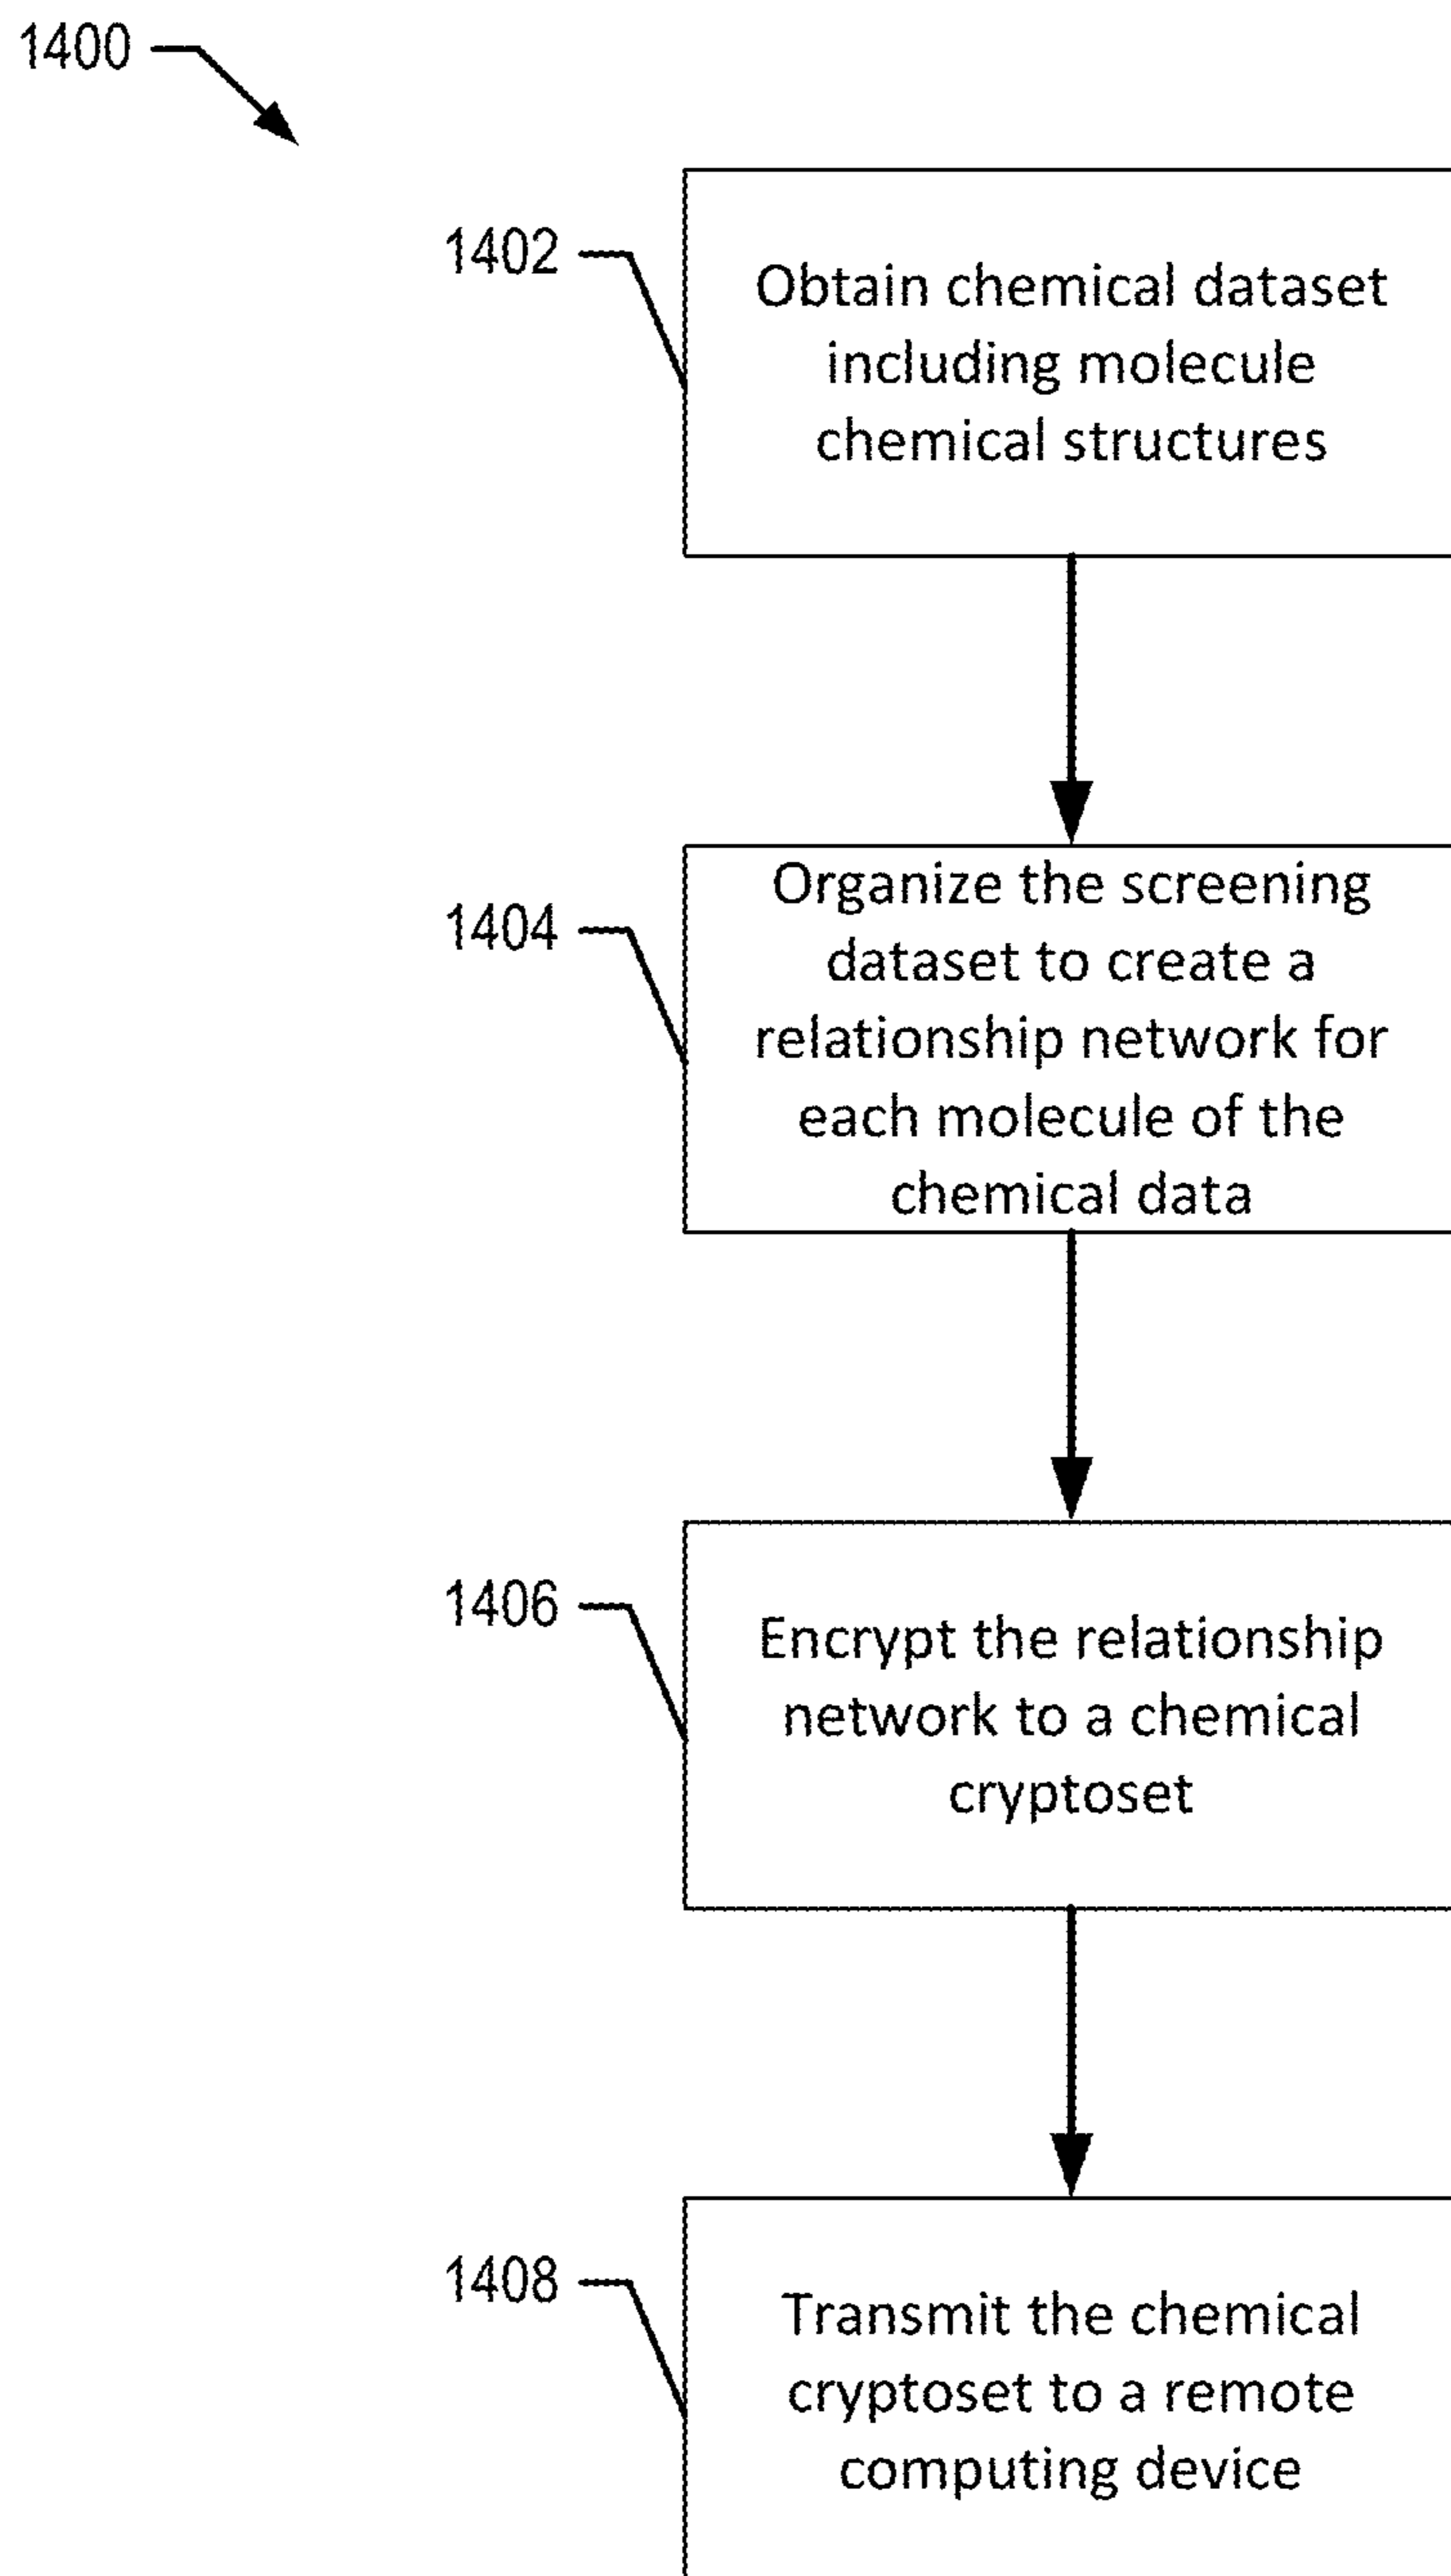 1400
1402
Obtain chemical dataset
including molecule
chemical structures
1404
Organize the screening
dataset to create a
relationship network for
each molecule of the
chemical data
1406
Encrypt the relationship
network to a chemical
cryptoset
1408
Transmit the chemical
cryptoset to a remote
computing device